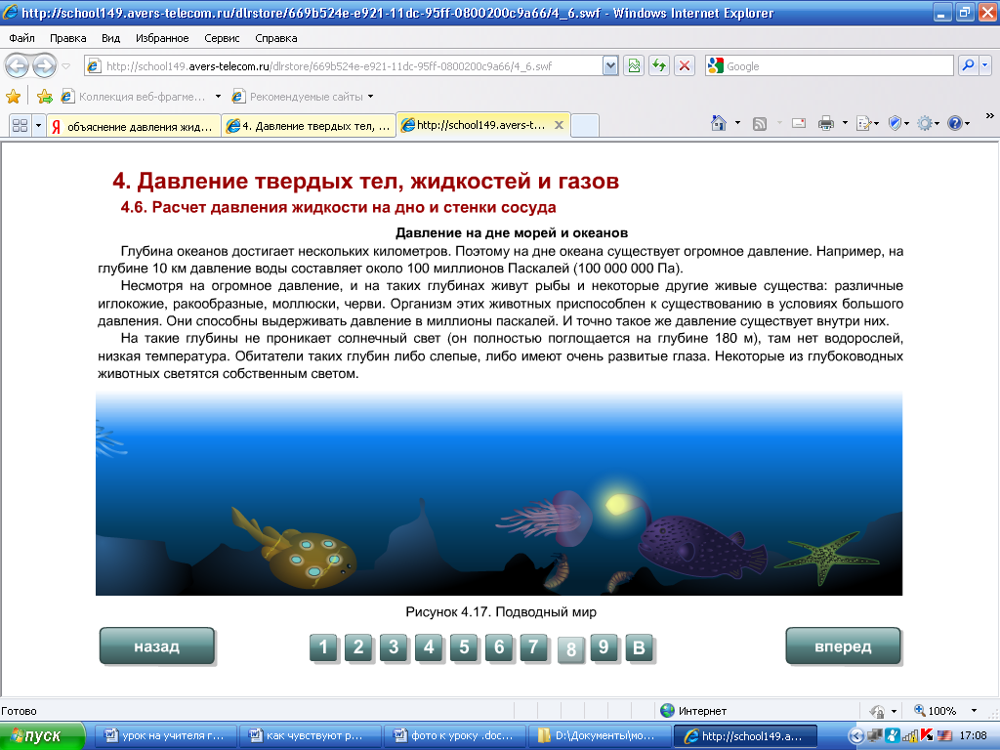 http://school149.avers-telecom.ru/dlrstore/669b524e-e921-11dc-95ff-0800200c9a66/4_6.swf - Windows Internet Explorer
Файл Правка Вид Избранное Сервис Справка
http://school149.avers-telecom.ru/dlrstore/669b524e-e921-11dc-95ff-0800200c9a66/4_6.swf Google
Коллекция веб-фрагме... Рекомендуемые сайты
Я объяснение давления жид... 4. Давление твердых тел, ... http://school149.avers-t...
4. Давление твердых тел, жидкостей и газов
4.6. Расчет давления жидкости на дно и стенки сосуда
Давление на дне морей и океанов
Глубина океанов достигает нескольких километров. Поэтому на дне океана существует огромное давление. Например, на
глубине 10 км давление воды составляет около 100 миллионов Паскалей (100 000 000 Па).
Несмотря на огромное давление, и на таких глубинах живут рыбы и некоторые другие живые существа: различные
иглокожие, ракообразные, моллюски, черви. Организм этих животных приспособлен к существованию в условиях большого
давления. Они способны выдерживать давление в миллионы паскалей. И точно такое же давление существует внутри них.
На такие глубины не проникает солнечный свет (он полностью поглощается на глубине 180 м), там нет водорослей,
низкая температура. Обитатели таких глубин либо слепые, либо имеют очень развитые глаза. Некоторые из глубоководных
животных светятся собственным светом.
Рисунок 4.17. Подводный мир
назад 1 2 3 4 5 6 7 8 9 В вперед
Готово Интернет 100%
пуск урок на учителя г... как чувствуют р... фото к уроку .doc... D:\Документы\мо... http://school149.a... 17:08